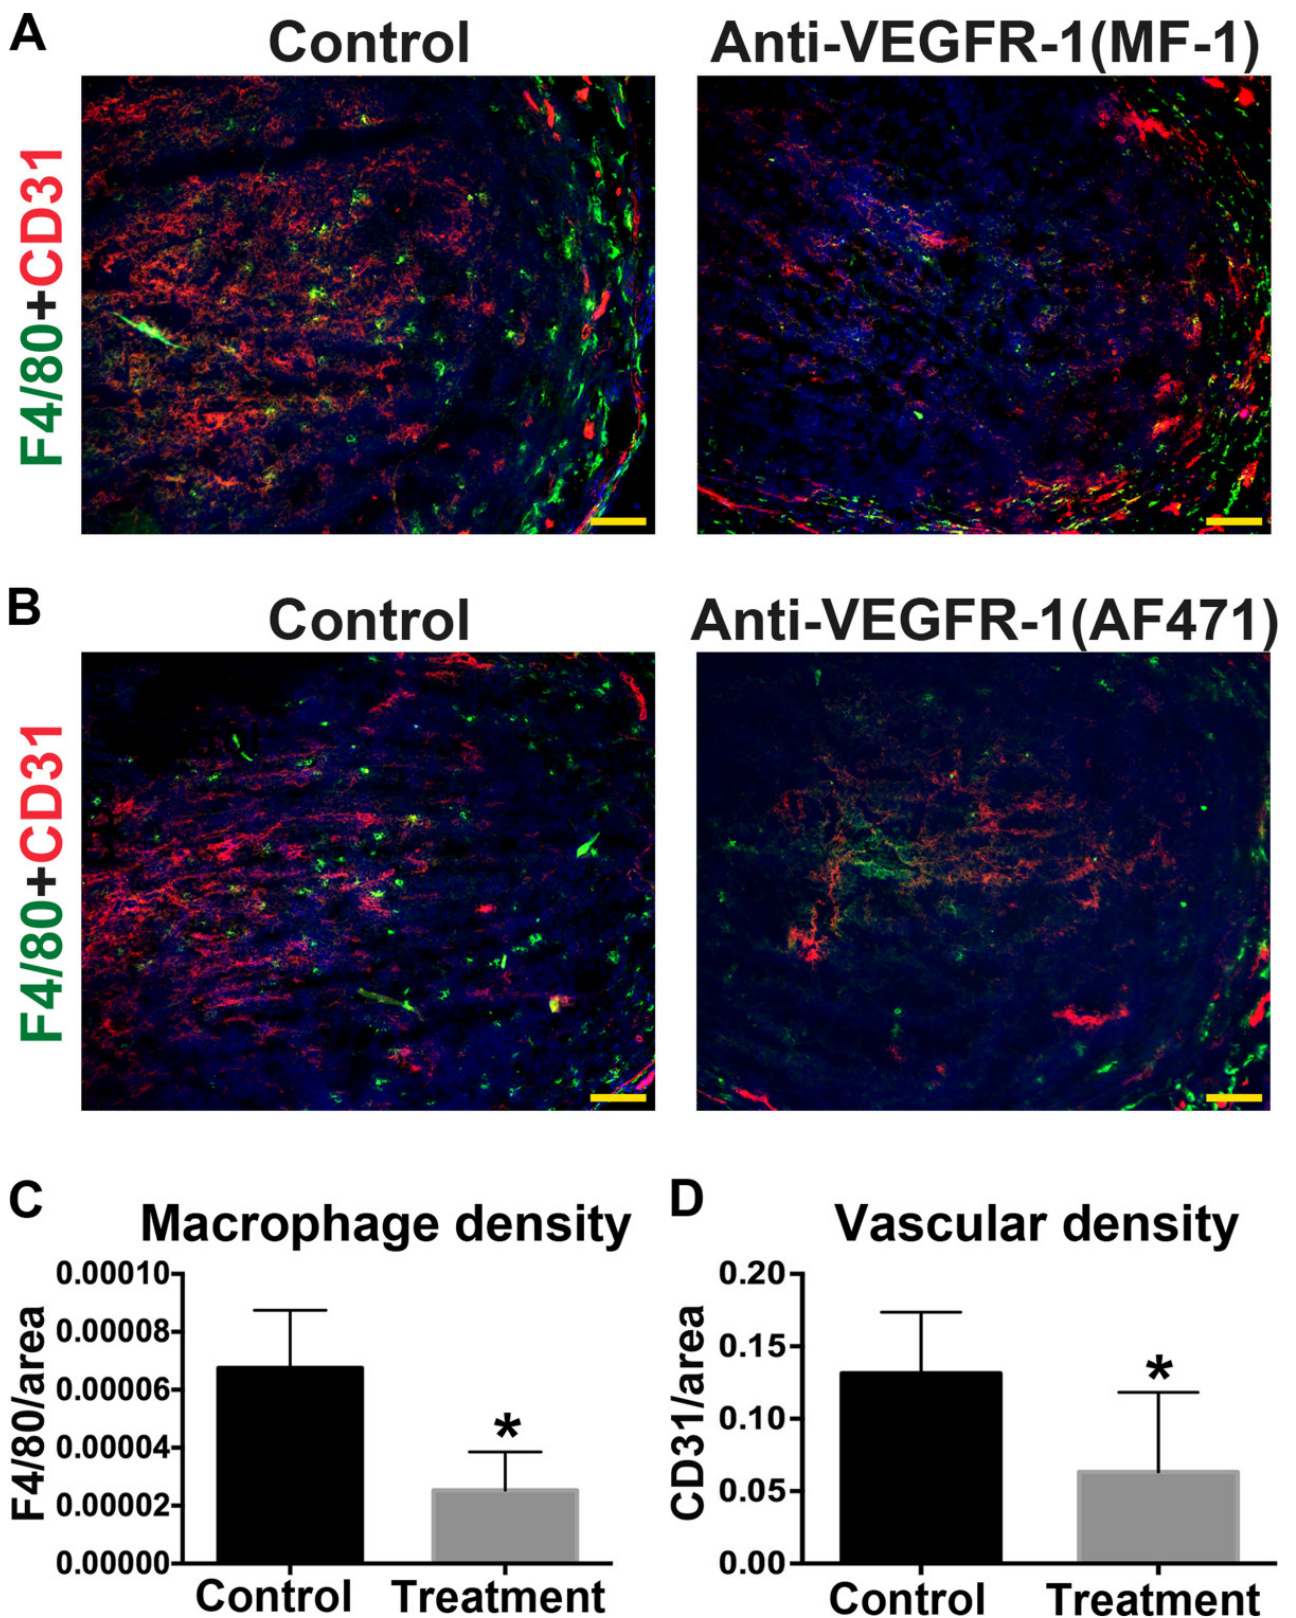 A
Control
Anti-VEGFR-1(MF-1)
F4/80+CD31
B
Control
Anti-VEGFR-1(AF471)
F4/80+CD31
C
Macrophage density
F4/80/area
0.00010
0.00008
0.00006
0.00004
0.00002
0.00000
*
Control
Treatment
D
Vascular density
CD31/area
0.20
0.15
0.10
0.05
0.00
*
Control
Treatment